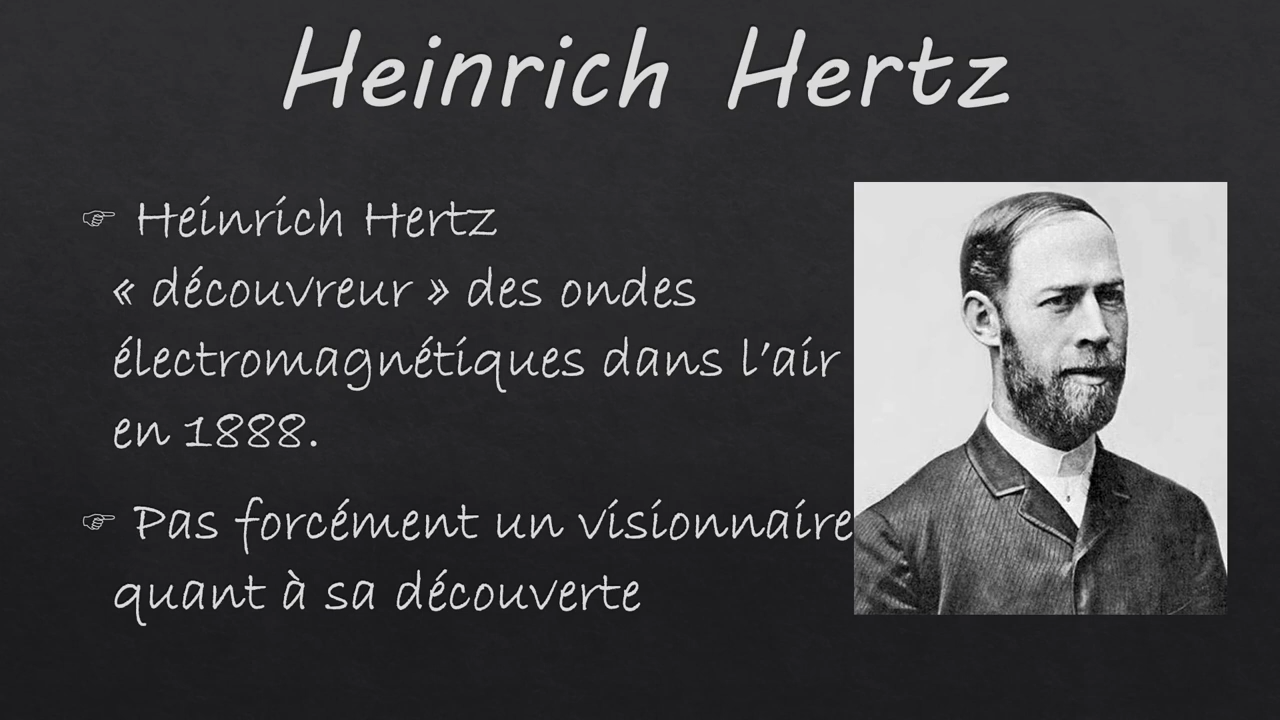 Heinrich Hertz
☞ Heinrich Hertz
« découvreur » des ondes
électromagnétiques dans l’air
en 1888.
☞ Pas forcément un visionnaire
quant à sa découverte